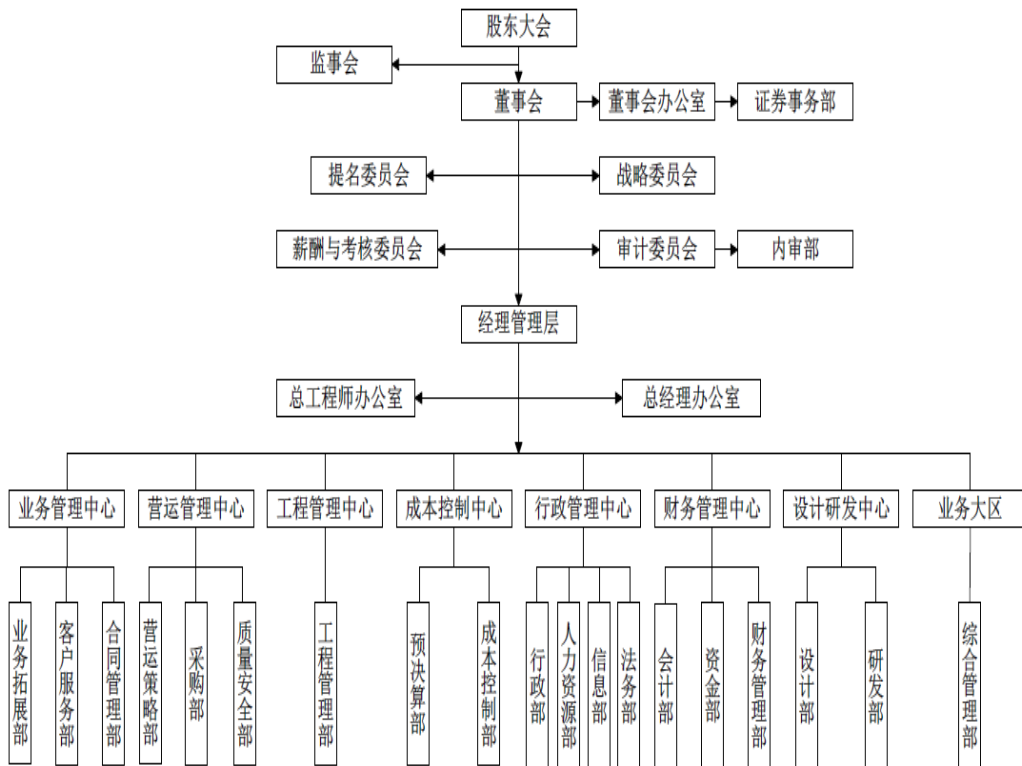 股东大会
监事会
董事会
董事会办公室
证券事务部
提名委员会
战略委员会
薪酬与考核委员会
审计委员会
内审部
经理管理层
总工程师办公室
总经理办公室
业务管理中心
营运管理中心
工程管理中心
成本控制中心
行政管理中心
财务管理中心
设计研发中心
业务大区
业务拓展部
客户服务部
合同管理部
营运策略部
采购部
质量安全部
工程管理部
预决算部
成本控制部
行政部
人力资源部
信息部
法务部
会计部
资金部
财务管理部
设计部
研发部
综合管理部